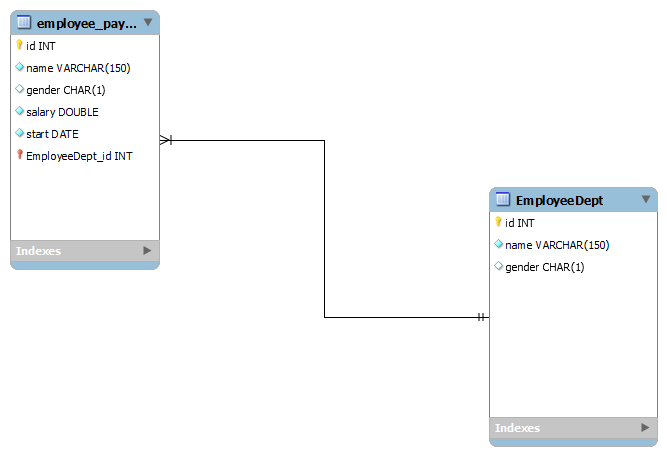 employee_pay...
id INT
name VARCHAR(150)
gender CHAR(1)
salary DOUBLE
start DATE
EmployeeDept_id INT
Indexes
EmployeeDept
id INT
name VARCHAR(150)
gender CHAR(1)
Indexes